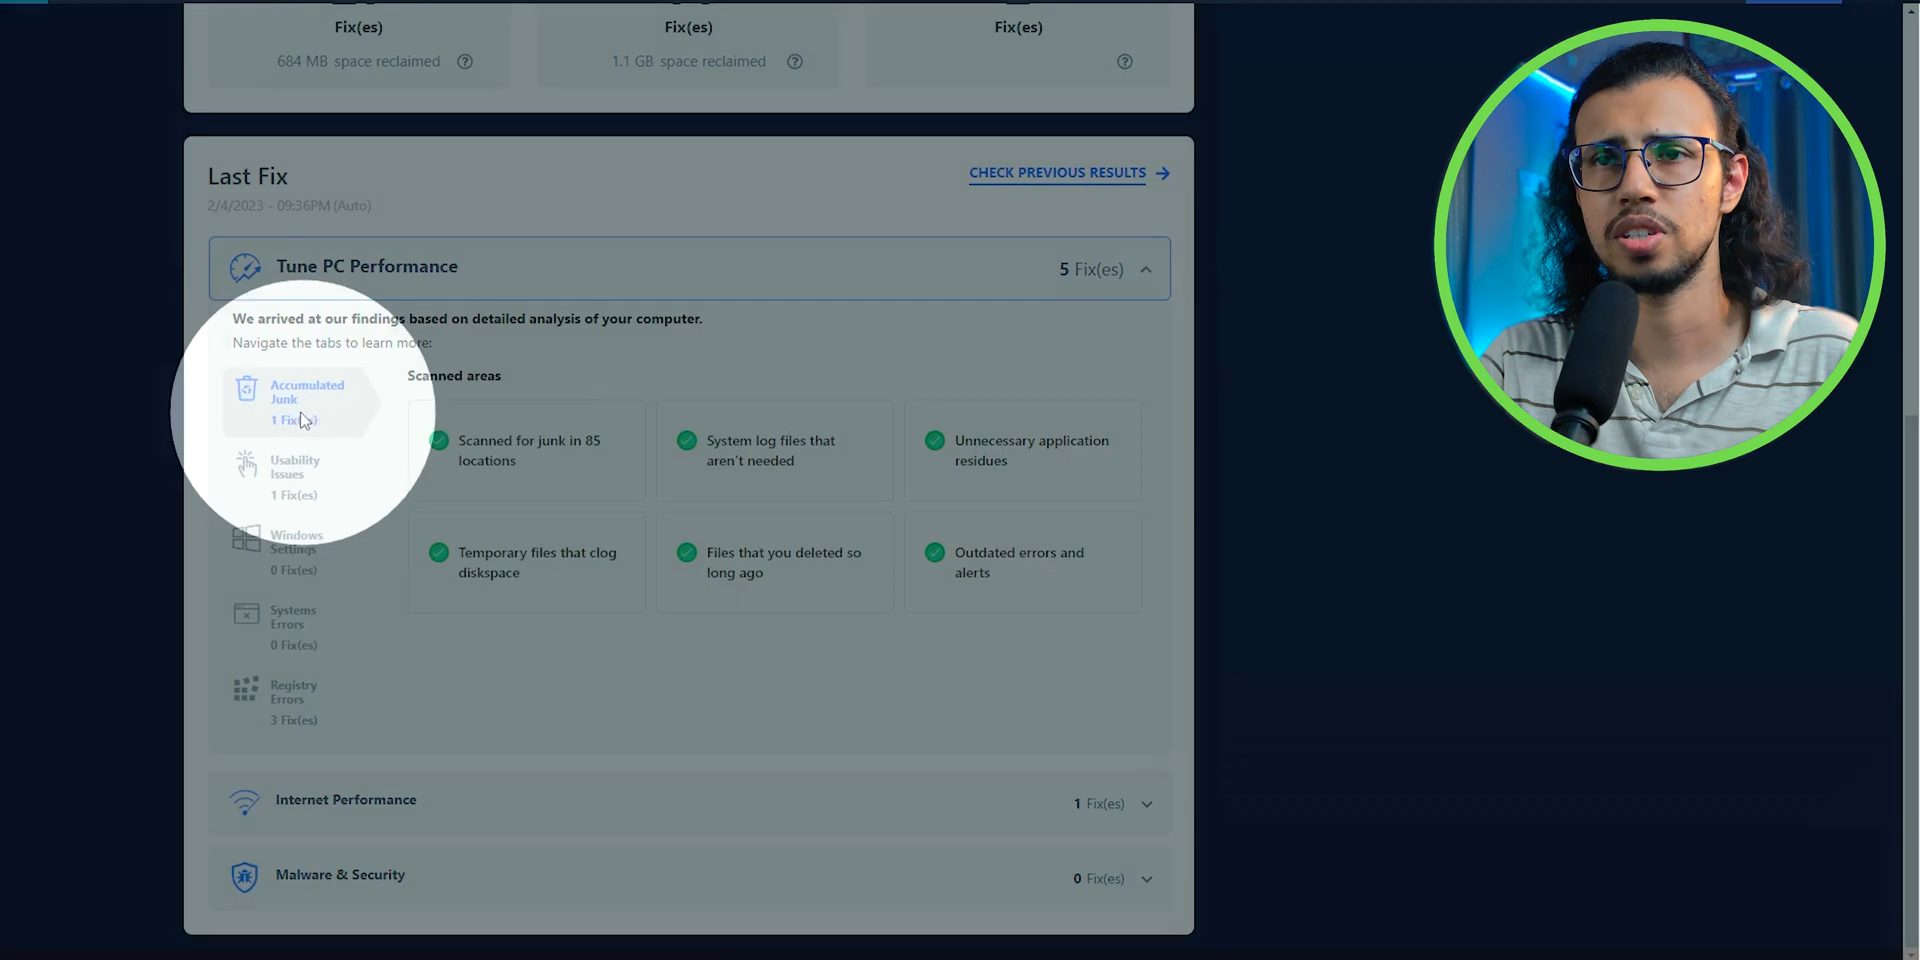 Fix(es)
Fix(es)
Fix(es)
684 MB space reclaimed
1.1 GB space reclaimed
Last Fix
CHECK PREVIOUS RESULTS
2/4/2023 - 09:36PM (Auto)
Tune PC Performance
5 Fix(es)
We arrived at our findings based on detailed analysis of your computer.
Navigate the tabs to learn more:
Accumulated
Junk
1 Fix(es)
Usability
Issues
1 Fix(es)
Windows
Settings
0 Fix(es)
Systems
Errors
0 Fix(es)
Registry
Errors
3 Fix(es)
Scanned areas
Scanned for junk in 85
locations
System log files that
aren't needed
Unnecessary application
residues
Temporary files that clog
diskspace
Files that you deleted so
long ago
Outdated errors and
alerts
Internet Performance
1 Fix(es)
Malware & Security
0 Fix(es)